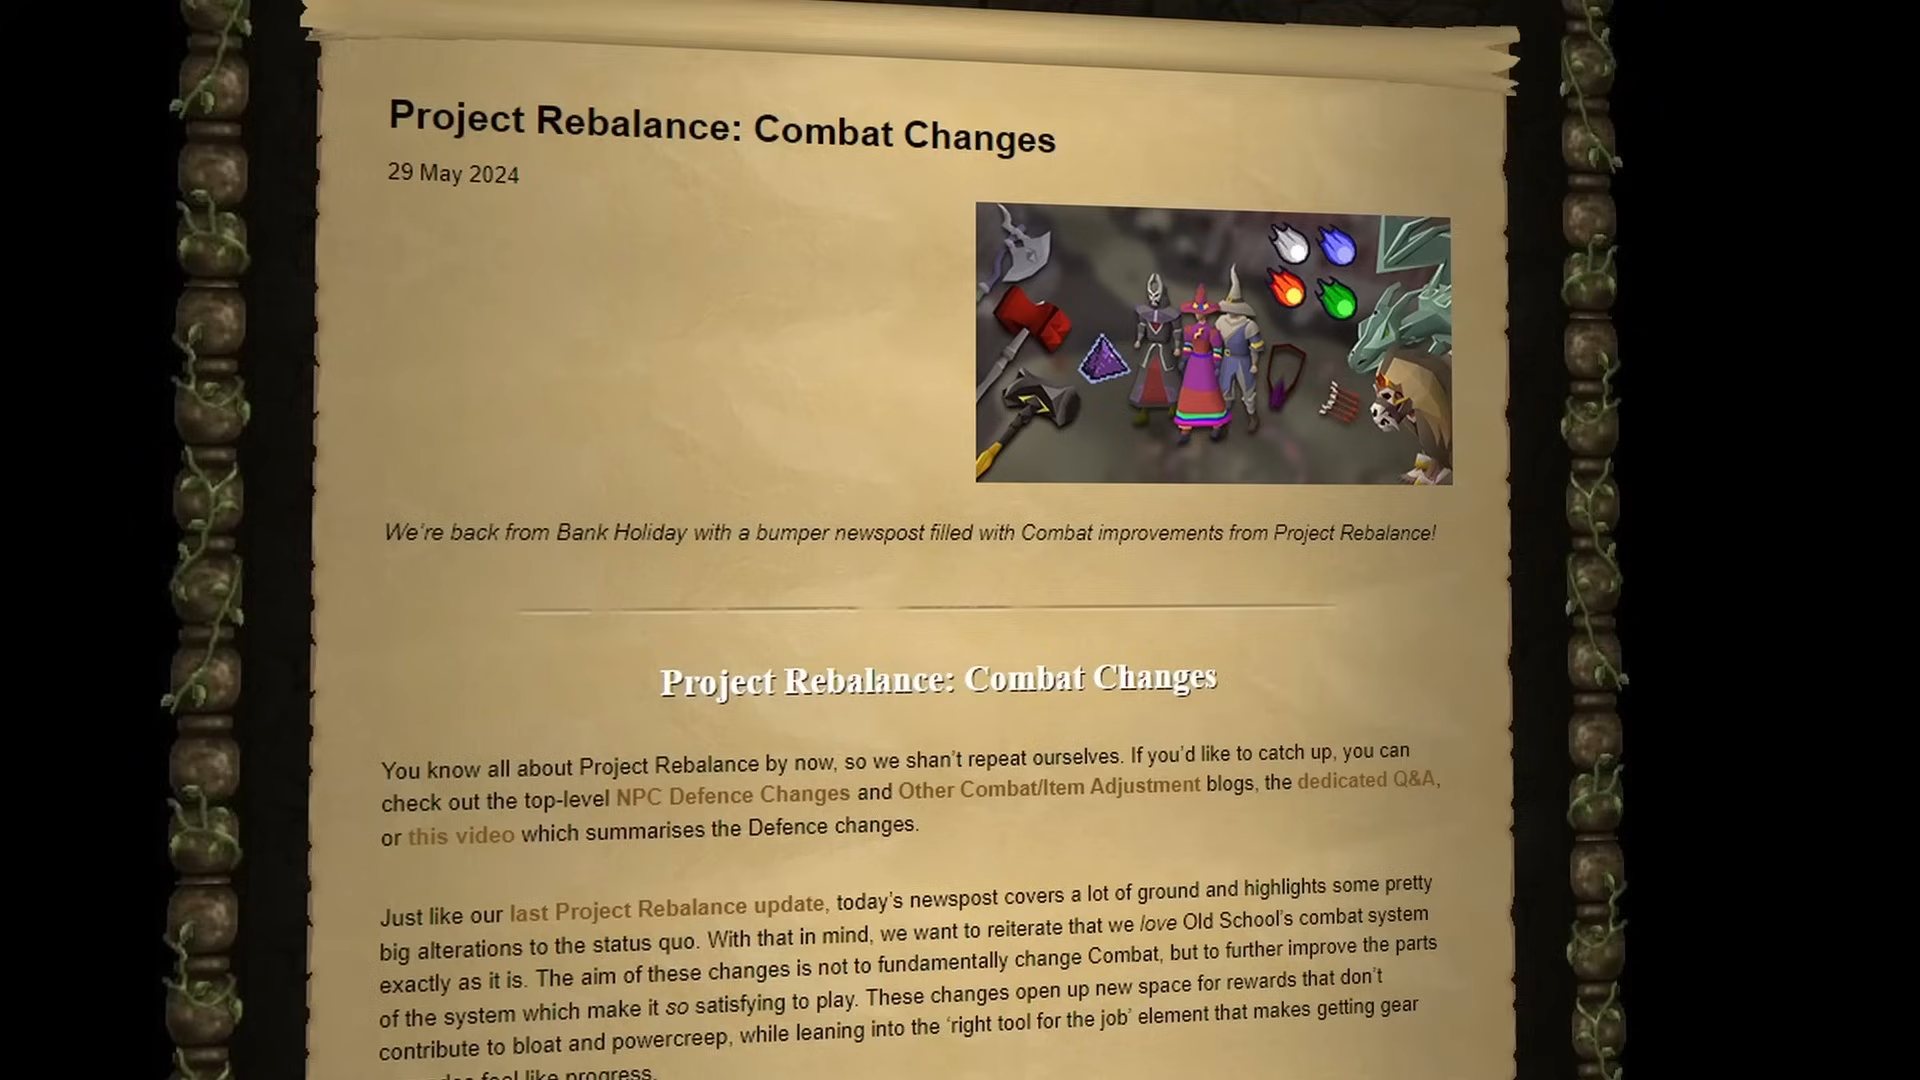 Project Rebalance: Combat Changes
29 May 2024
We're back from Bank Holiday with a bumper newspost filled with Combat improvements from Project Rebalance!
Project Rebalance: Combat Changes
You know all about Project Rebalance by now, so we shan't repeat ourselves. If you'd like to catch up, you can
check out the top-level NPC Defence Changes and Other Combat/Item Adjustment blogs, the dedicated Q&A,
or this video which summarises the Defence changes.
Just like our last Project Rebalance update, today's newspost covers a lot of ground and highlights some pretty
big alterations to the status quo. With that in mind, we want to reiterate that we love Old School's combat system
exactly as it is. The aim of these changes is not to fundamentally change Combat, but to further improve the parts
of the system which make it so satisfying to play. These changes open up new space for rewards that don't
contribute to bloat and powercreep, while leaning into the 'right tool for the job' element that makes getting gear
feel like progress.